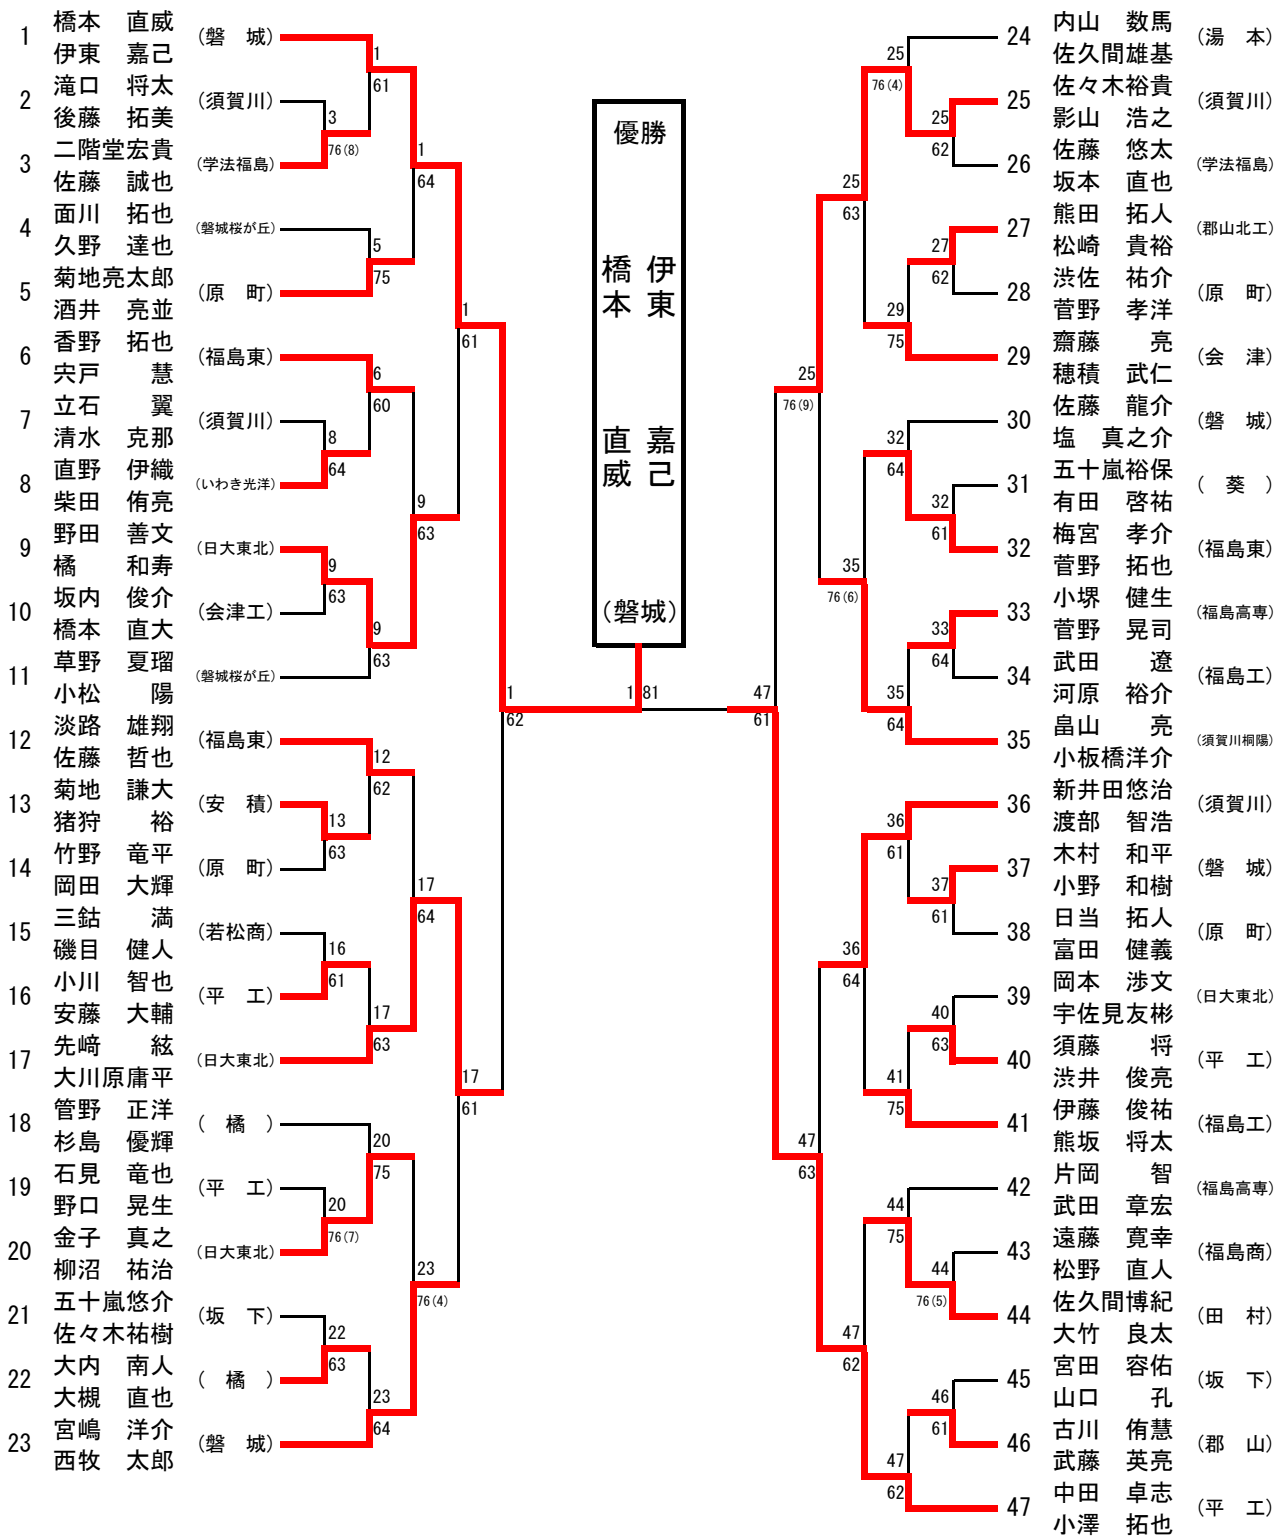 1 橋本 直威 (磐 城)
伊東 嘉己
2 滝口 将太 (須賀川)
後藤 拓美
3 二階堂宏貴 (学法福島)
佐藤 誠也
4 面川 拓也 (磐城桜が丘)
久野 達也
5 菊地亮太郎 (原 町)
酒井 亮並
6 香野 拓也 (福島東)
宍戸 慧
7 立石 翼 (須賀川)
清水 克那
8 直野 伊織 (いわき光洋)
柴田 侑亮
9 野田 善文 (日大東北)
橘 和寿
10 坂内 俊介 (会津工)
橋本 直大
11 草野 夏瑠 (磐城桜が丘)
小松 陽
12 淡路 雄翔 (福島東)
佐藤 哲也
13 菊地 謙大 (安 積)
猪狩 裕
14 竹野 竜平 (原 町)
岡田 大輝
15 三鈷 満 (若松商)
磯目 健人
16 小川 智也 (平 工)
安藤 大輔
17 先﨑 絃 (日大東北)
大川原庸平
18 管野 正洋 ( 橘 )
杉島 優輝
19 石見 竜也 (平 工)
野口 晃生
20 金子 真之 (日大東北)
柳沼 祐治
21 五十嵐悠介 (坂 下)
佐々木祐樹
22 大内 南人 ( 橘 )
大槻 直也
23 宮嶋 洋介 (磐 城)
西牧 太郎
3
76(8)
8
64
9
63
13
63
16
61
20
76(7)
22
63
1
61
5
75
6
60
9
63
12
62
17
63
20
75
23
64
1
64
9
63
17
64
23
76(4)
1
61
17
61
1
62
優勝
橋本 直威
伊東 嘉己
(磐城)
1 81
47
61
25
76(9)
47
63
25
63
35
76(6)
36
64
47
62
25
76(4)
29
75
32
64
35
64
36
61
41
75
44
75
47
62
25
62
27
62
32
61
33
64
37
61
40
63
44
76(5)
46
61
24 内山 数馬 (湯 本)
佐久間雄基
25 佐々木裕貴 (須賀川)
影山 浩之
26 佐藤 悠太 (学法福島)
坂本 直也
27 熊田 拓人 (郡山北工)
松崎 貴裕
28 渋佐 祐介 (原 町)
菅野 孝洋
29 齋藤 亮 (会 津)
穂積 武仁
30 佐藤 龍介 (磐 城)
塩 真之介
31 五十嵐裕保 ( 葵 )
有田 啓祐
32 梅宮 孝介 (福島東)
菅野 拓也
33 小堺 健生 (福島高専)
菅野 晃司
34 武田 遼 (福島工)
河原 裕介
35 畠山 亮 (須賀川桐陽)
小板橋洋介
36 新井田悠治 (須賀川)
渡部 智浩
37 木村 和平 (磐 城)
小野 和樹
38 日当 拓人 (原 町)
富田 健義
39 岡本 渉文 (日大東北)
宇佐見友彬
40 須藤 将 (平 工)
渋井 俊亮
41 伊藤 俊祐 (福島工)
熊坂 将太
42 片岡 智 (福島高専)
武田 章宏
43 遠藤 寛幸 (福島商)
松野 直人
44 佐久間博紀 (田 村)
大竹 良太
45 宮田 容佑 (坂 下)
山口 孔
46 古川 侑慧 (郡 山)
武藤 英亮
47 中田 卓志 (平 工)
小澤 拓也